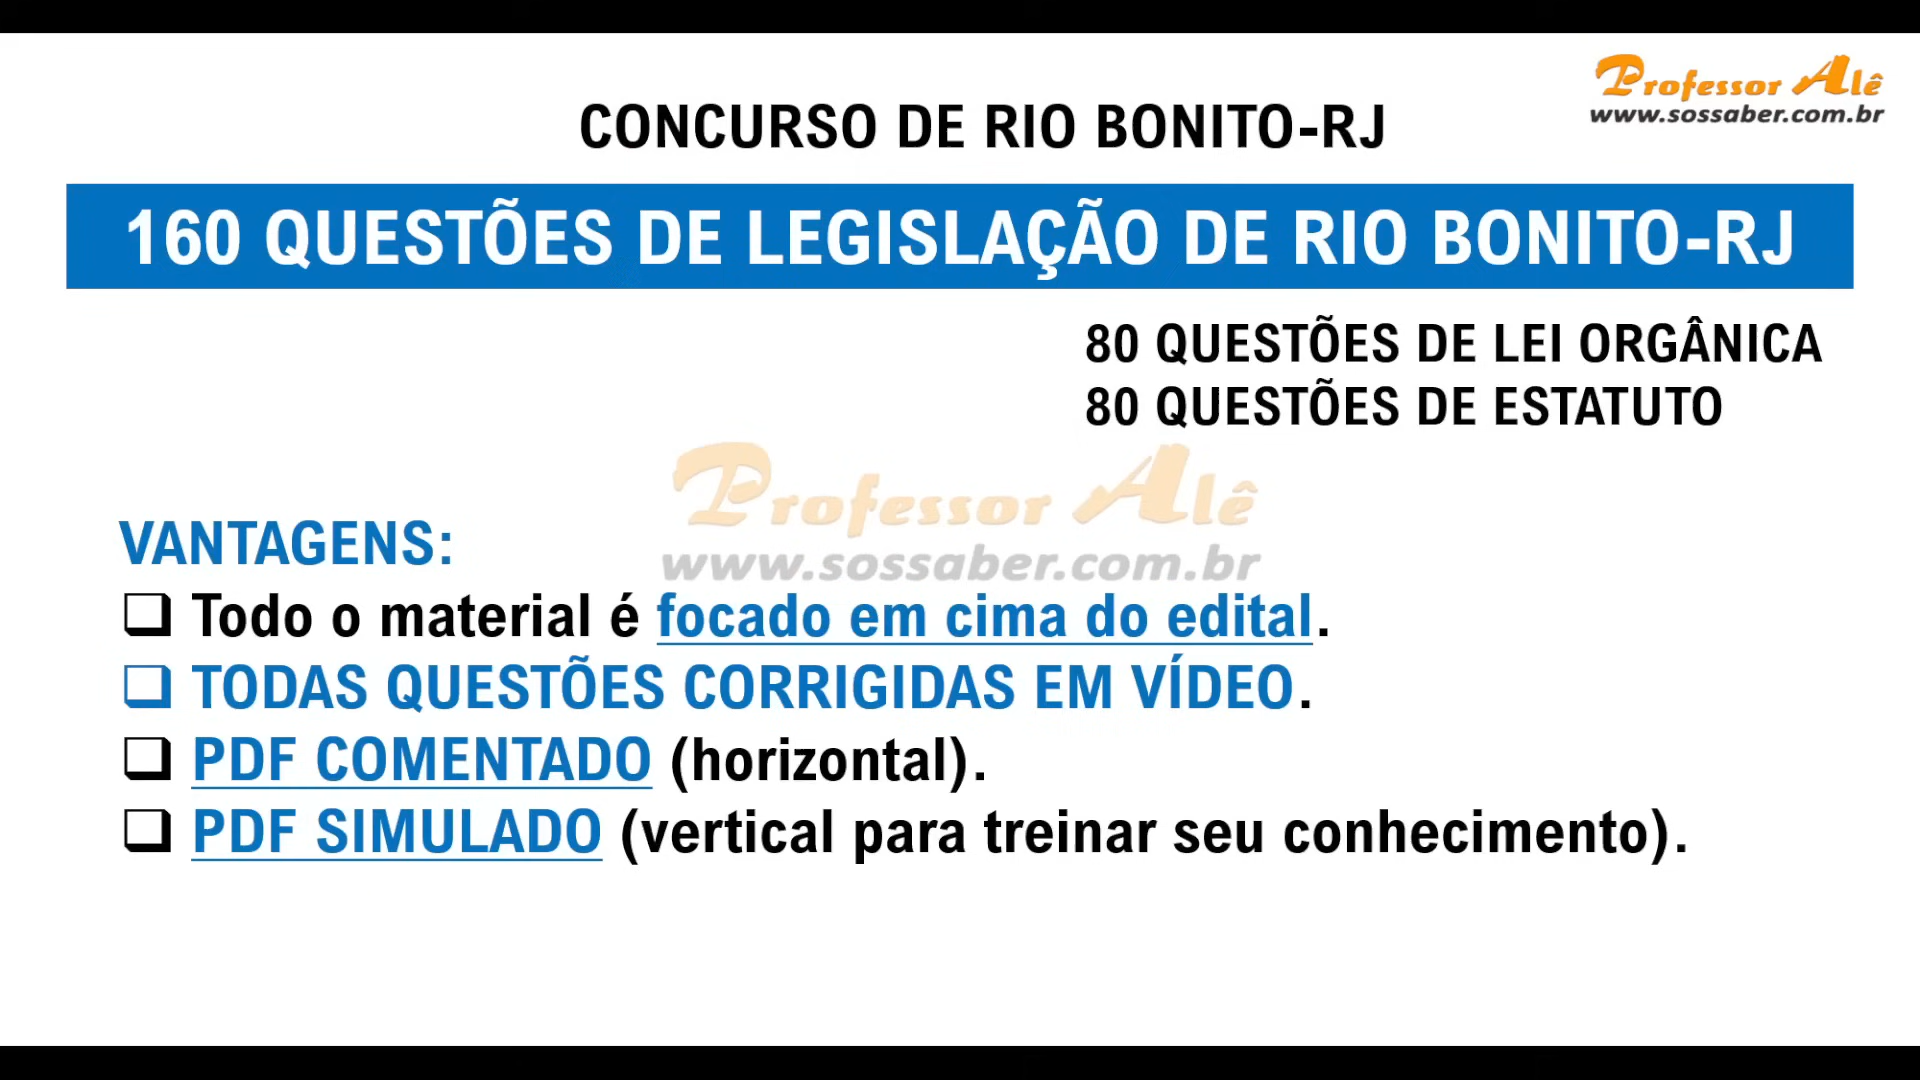 Professor Alê
www.sossaber.com.br
CONCURSO DE RIO BONITO-RJ
160 QUESTÕES DE LEGISLAÇÃO DE RIO BONITO-RJ
80 QUESTÕES DE LEI ORGÂNICA
80 QUESTÕES DE ESTATUTO
Professor Alê
www.sossaber.com.br
VANTAGENS:
❑ Todo o material é focado em cima do edital.
❑ TODAS QUESTÕES CORRIGIDAS EM VÍDEO.
❑ PDF COMENTADO (horizontal).
❑ PDF SIMULADO (vertical para treinar seu conhecimento).